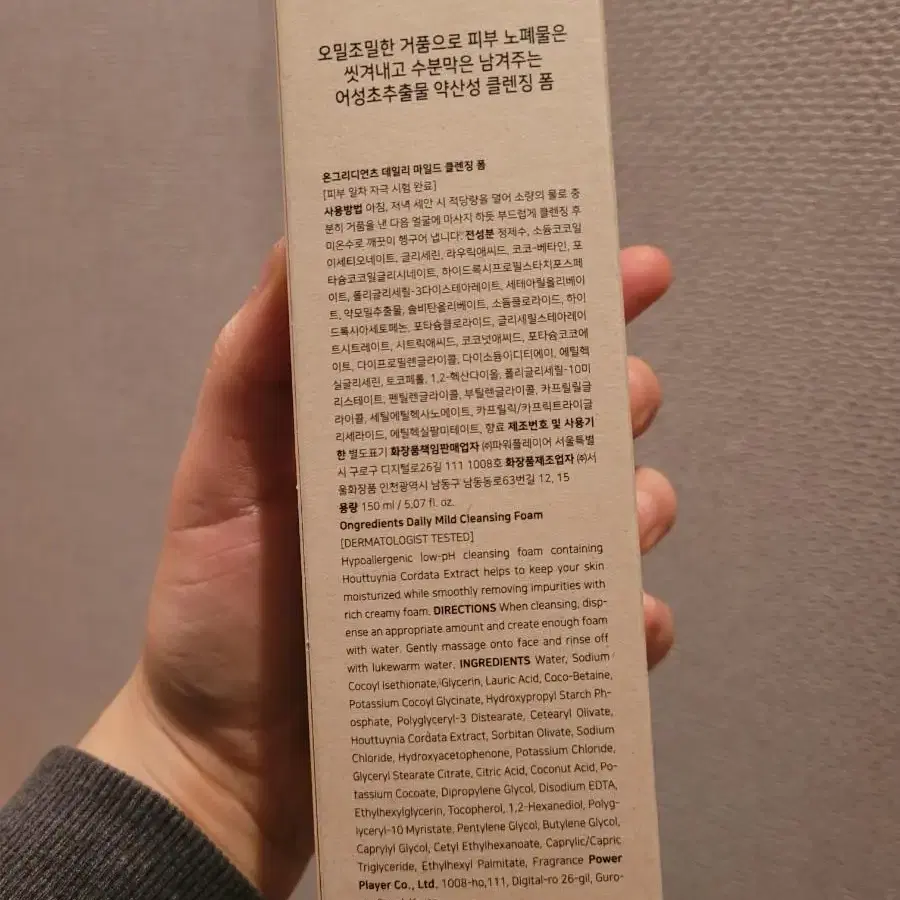 오밀조밀한 거품으로 피부 노폐물은
씻겨내고 수분막은 남겨주는
어성초추출물 약산성 클렌징 폼
온그리디언츠 데일리 마일드 클렌징 폼
[피부 일차 자극 시험 완료]
사용방법 아침, 저녁 세안 시 적당량을 덜어 소량의 물로 충
분히 거품을 낸 다음 얼굴에 마사지 하듯 부드럽게 클렌징 후
미온수로 깨끗이 헹구어 냅니다. 전성분 정제수, 소듐코코일
이세티오네이트, 글리세린, 라우릭애씨드, 코코-베타인, 포
타슘코코일글리시네이트, 하이드록시프로필스타치포스페
이트, 폴리글리세릴-3다이스테아레이트, 세테아릴올리베이
트, 약모밀추출물, 솔비탄올리베이트, 소듐클로라이드, 하이
드록시아세토페논, 포타슘클로라이드, 글리세릴스테아레이
트시트레이트, 시트릭애씨드, 코코넛애씨드, 포타슘코코에
이트, 다이프로필렌글라이콜, 다이소듐이디티에이, 에틸헥
실글리세린, 토코페롤, 1,2-헥산다이올, 폴리글리세릴-10미
리스테이트, 펜틸렌글라이콜, 부틸렌글라이콜, 카프릴릴글
라이콜, 세틸에틸헥사노에이트, 카프릴릭/카프릭트라이글
리세라이드, 에틸헥실팔미테이트, 향료 제조번호 및 사용기
한 별도표기 화장품책임판매업자 ㈜파워플레이어 서울특별
시 구로구 디지털로26길 111 1008호 화장품제조업자 ㈜서
울화장품 인천광역시 남동구 남동동로63번길 12, 15
용량 150 ml / 5.07 fl. oz.
Ongredients Daily Mild Cleansing Foam
[DERMATOLOGIST TESTED]
Hypoallergenic low-pH cleansing foam containing
Houttuynia Cordata Extract helps to keep your skin
moisturized while smoothly removing impurities with
rich creamy foam. DIRECTIONS When cleansing, disp-
ense an appropriate amount and create enough foam
with water. Gently massage onto face and rinse off
with lukewarm water. INGREDIENTS Water, Sodium
Cocoyl Isethionate, Glycerin, Lauric Acid, Coco-Betaine,
Potassium Cocoyl Glycinate, Hydroxypropyl Starch Ph-
osphate, Polyglyceryl-3 Distearate, Cetearyl Olivate,
Houttuynia Cordata Extract, Sorbitan Olivate, Sodium
Chloride, Hydroxyacetophenone, Potassium Chloride,
Glyceryl Stearate Citrate, Citric Acid, Coconut Acid, Po-
tassium Cocoate, Dipropylene Glycol, Disodium EDTA,
Ethylhexylglycerin, Tocopherol, 1,2-Hexanediol, Polyg-
lyceryl-10 Myristate, Pentylene Glycol, Butylene Glycol,
Caprylyl Glycol, Cetyl Ethylhexanoate, Caprylic/Capric
Triglyceride, Ethylhexyl Palmitate, Fragrance Power
Player Co., Ltd. 1008-ho,111, Digital-ro 26-gil, Guro-